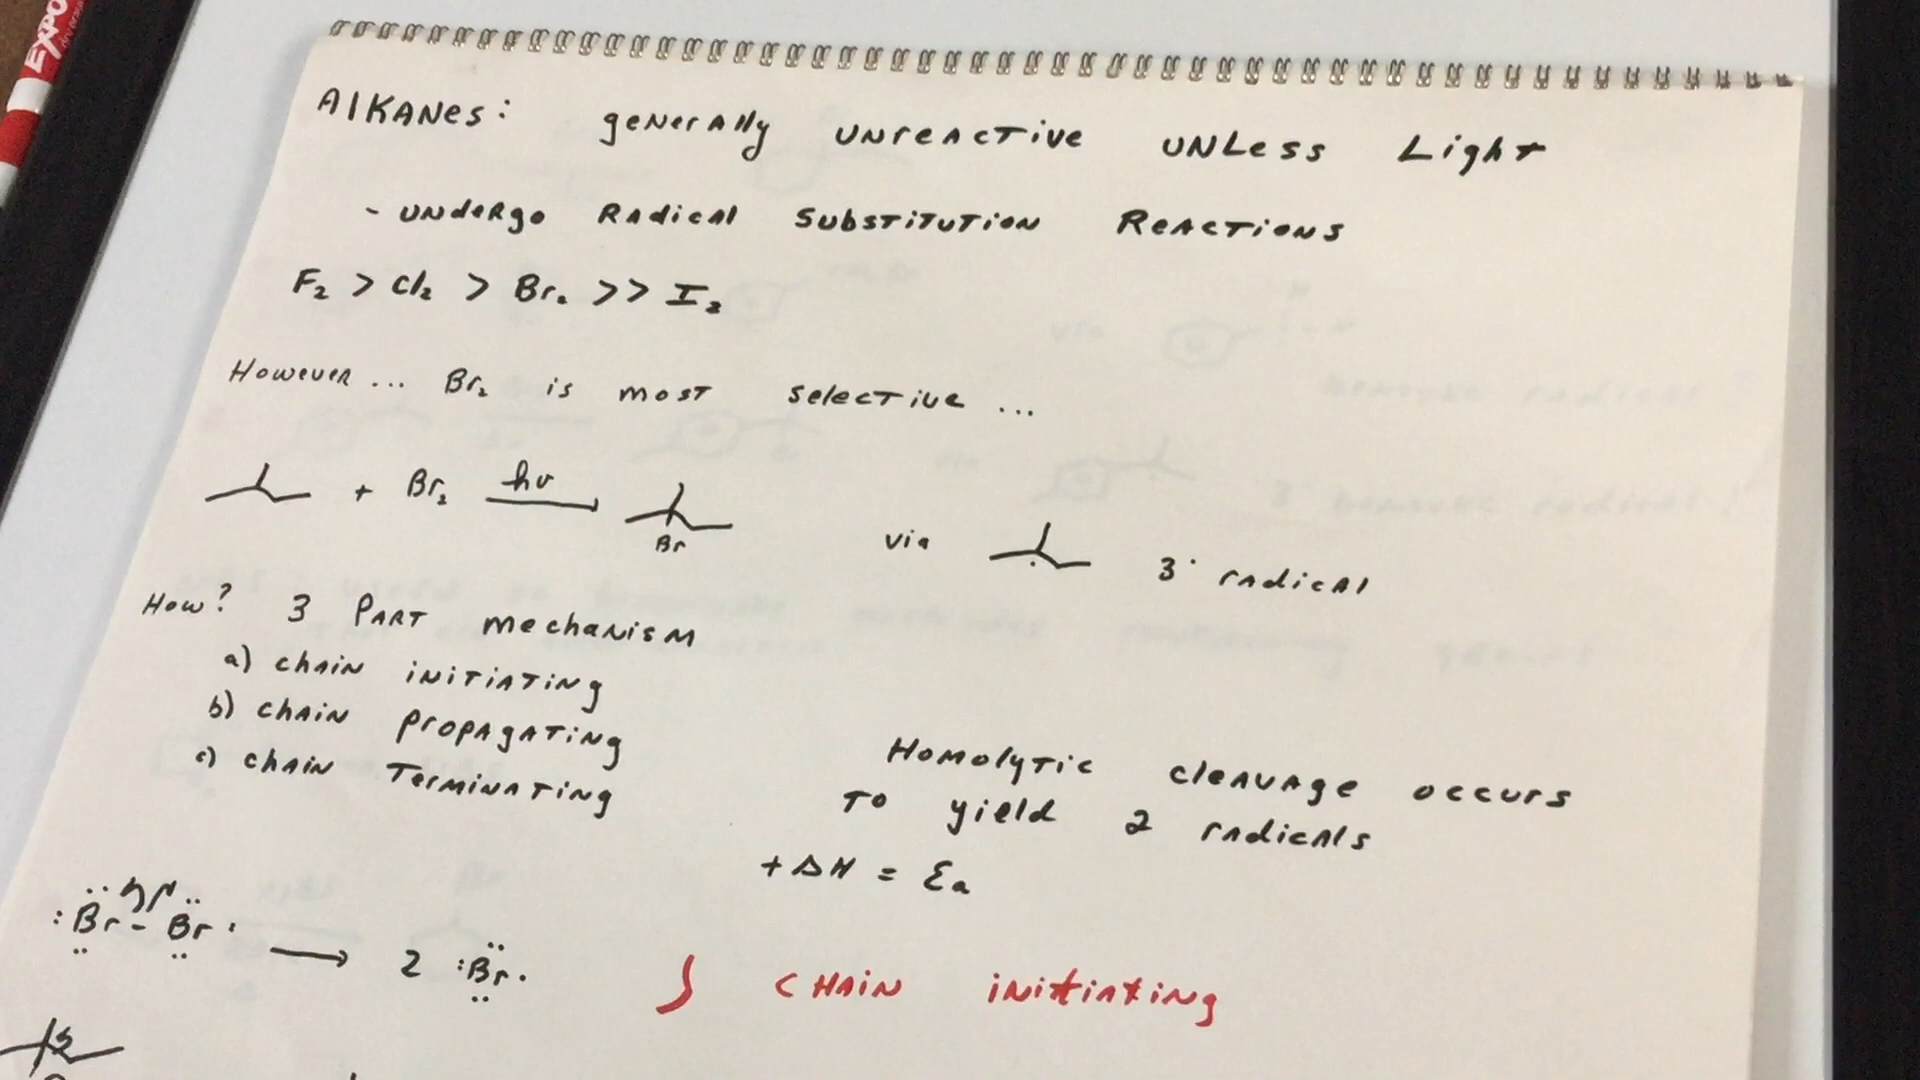 EXPO
Alkanes: generally unreactive unless light
- undergo Radical Substitution Reactions
F₂ > Cl₂ > Br₂ >> I₂
However ... Br₂ is most selective ...
+ Br₂ hν Br via 3° radical
How? 3 Part mechanism
a) chain initiating
b) chain propagating
c) chain Terminating
Homolytic cleavage occurs
to yield 2 radicals
+ΔH = Ea
:Br-Br: → 2 :Br· } chain initiating